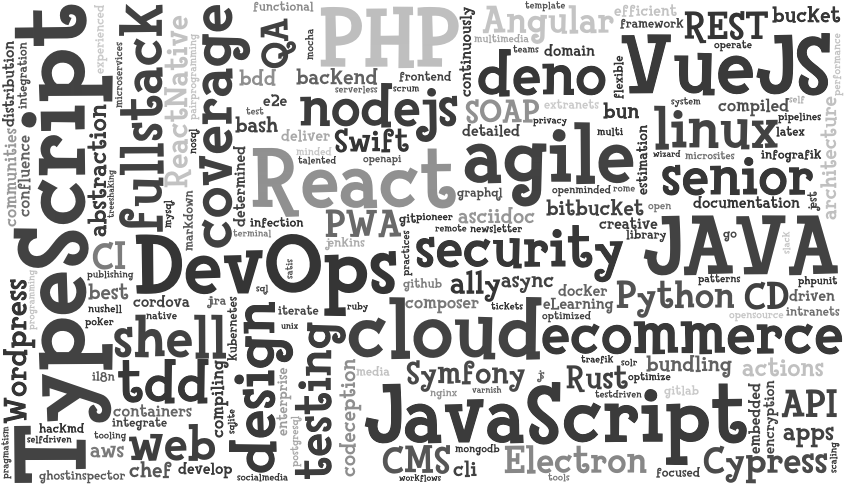 functional
template
efficient
framework
bucket
experienced
TypeScript
distribution
integration
microservices
fullstack
coverage
QA
mocha
PHP
continuously
Angular
multimedia
teams
domain
REST
operate
VueJS
performance
ReactNative
pairprogramming
bdd
backend
serverless
frontend
scrum
deno
flexible
communities
confluence
abstraction
treeshaking
nosql
test
e2e
bash
nodejs
SOAP
extranets
privacy
bun
system
compiled
self
pipelines
latex
deliver
Swift
detailed
multi
linux
architecture
minded
talented
openapi
agile
estimation
wizard
microsites
infografik
determined
React
graphql
openminded
rome
senior
jest
mysql
markdown
infection
terminal
PWA
gitpioneer
asciidoc
bitbucket
open
documentation
jenkins
practices
remote
newsletter
creative
library
JAVA
go
slack
CI
publishing
DevOps
satis
sql
security
github
ally
async
patterns
phpunit
Wordpress
programming
best
nushell
poker
cordova
native
jra
kubernetes
iterate
unix
ruby
composer
tickets
docker
eLearning
optimized
Python
CD
driven
opensource
intranets
shell
design
testing
cloud
ecommerce
i18n
tdd
compiling
sqlite
enterprise
postgresql
codeception
media
Symfony
nginx
varnish
jr
traefik
solr
Rust
optimize
testdriven
bundling
gitlab
actions
containers
integrate
hackmd
selfdriven
tooling
pragmatism
aws
web
JavaScript
embedded
encryption
API
apps
scaling
ghostinspector
chef
develop
socialmedia
CMS
workflows
cli
mongodb
Electron
tools
focused
Cypress